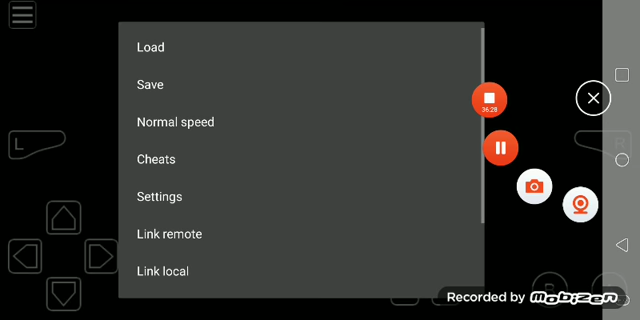 Load
Save
Normal speed
Cheats
Settings
Link remote
Link local
L
R
36:28
B
Recorded by mobizen